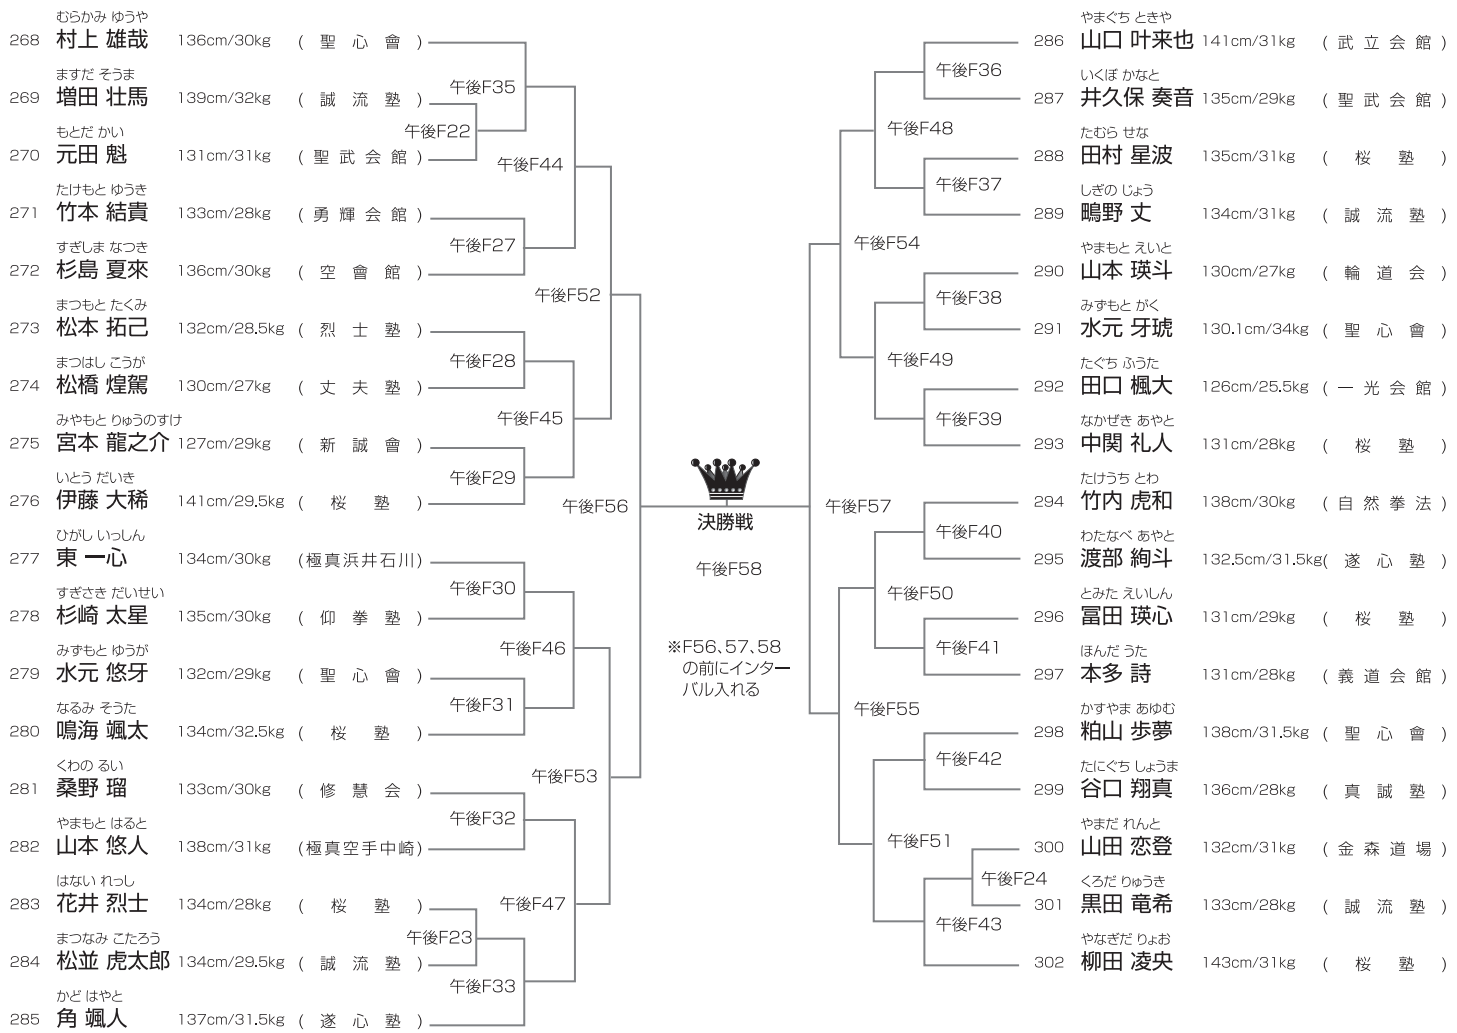 むらかみ ゆうや
268 村上 雄哉 136cm/30kg ( 聖 心 會 )
ますだ そうま
269 増田 壮馬 139cm/32kg ( 誠 流 塾 )
もとだ かい
270 元田 魁 131cm/31kg ( 聖 武 会 館 )
たけもと ゆうき
271 竹本 結貴 133cm/28kg ( 勇 輝 会 館 )
すぎしま なつき
272 杉島 夏來 136cm/30kg ( 空 會 館 )
まつもと たくみ
273 松本 拓己 132cm/28.5kg ( 烈 士 塾 )
まつはし こうが
274 松橋 煌駕 130cm/27kg ( 丈 夫 塾 )
みやもと りゅうのすけ
275 宮本 龍之介 127cm/29kg ( 新 誠 會 )
いとう だいき
276 伊藤 大稀 141cm/29.5kg ( 桜 塾 )
ひがし いっしん
277 東 一心 134cm/30kg (極真浜井石川)
すぎさき だいせい
278 杉崎 太星 135cm/30kg ( 仰 拳 塾 )
みずもと ゆうが
279 水元 悠牙 132cm/29kg ( 聖 心 會 )
なるみ そうた
280 鳴海 颯太 134cm/32.5kg ( 桜 塾 )
くわの るい
281 桑野 瑠 133cm/30kg ( 修 慧 会 )
やまもと はると
282 山本 悠人 138cm/31kg (極真空手中崎)
はない れっし
283 花井 烈士 134cm/28kg ( 桜 塾 )
まつなみ こたろう
284 松並 虎太郎 134cm/29.5kg ( 誠 流 塾 )
かど はやと
285 角 颯人 137cm/31.5kg ( 遂 心 塾 )
午後F35
午後F22
午後F44
午後F27
午後F52
午後F28
午後F45
午後F29
午後F56
午後F30
午後F46
午後F31
午後F53
午後F32
午後F47
午後F23
午後F33
決勝戦
午後F58
※F56、57、58
の前にインター
バル入れる
午後F36
午後F48
午後F37
午後F54
午後F38
午後F49
午後F39
午後F57
午後F40
午後F50
午後F41
午後F55
午後F42
午後F51
午後F24
午後F43
やまぐち ときや
286 山口 叶来也 141cm/31kg ( 武 立 会 館 )
いくぼ かなと
287 井久保 奏音 135cm/29kg ( 聖 武 会 館 )
たむら せな
288 田村 星波 135cm/31kg ( 桜 塾 )
しぎの じょう
289 鴫野 丈 134cm/31kg ( 誠 流 塾 )
やまもと えいと
290 山本 瑛斗 130cm/27kg ( 輪 道 会 )
みずもと がく
291 水元 牙琥 130.1cm/34kg ( 聖 心 會 )
たぐち ふうた
292 田口 楓大 126cm/25.5kg ( 一 光 会 館 )
なかぜき あやと
293 中関 礼人 131cm/28kg ( 桜 塾 )
たけうち とわ
294 竹内 虎和 138cm/30kg ( 自 然 拳 法 )
わたなべ あやと
295 渡部 絢斗 132.5cm/31.5kg( 遂 心 塾 )
とみた えいしん
296 冨田 瑛心 131cm/29kg ( 桜 塾 )
ほんだ うた
297 本多 詩 131cm/28kg ( 義 道 会 館 )
かすやま あゆむ
298 粕山 歩夢 138cm/31.5kg ( 聖 心 會 )
たにぐち しょうま
299 谷口 翔真 136cm/28kg ( 真 誠 塾 )
やまだ れんと
300 山田 恋登 132cm/31kg ( 金 森 道 場 )
くろだ りゅうき
301 黒田 竜希 133cm/28kg ( 誠 流 塾 )
やなぎだ りょお
302 柳田 凌央 143cm/31kg ( 桜 塾 )